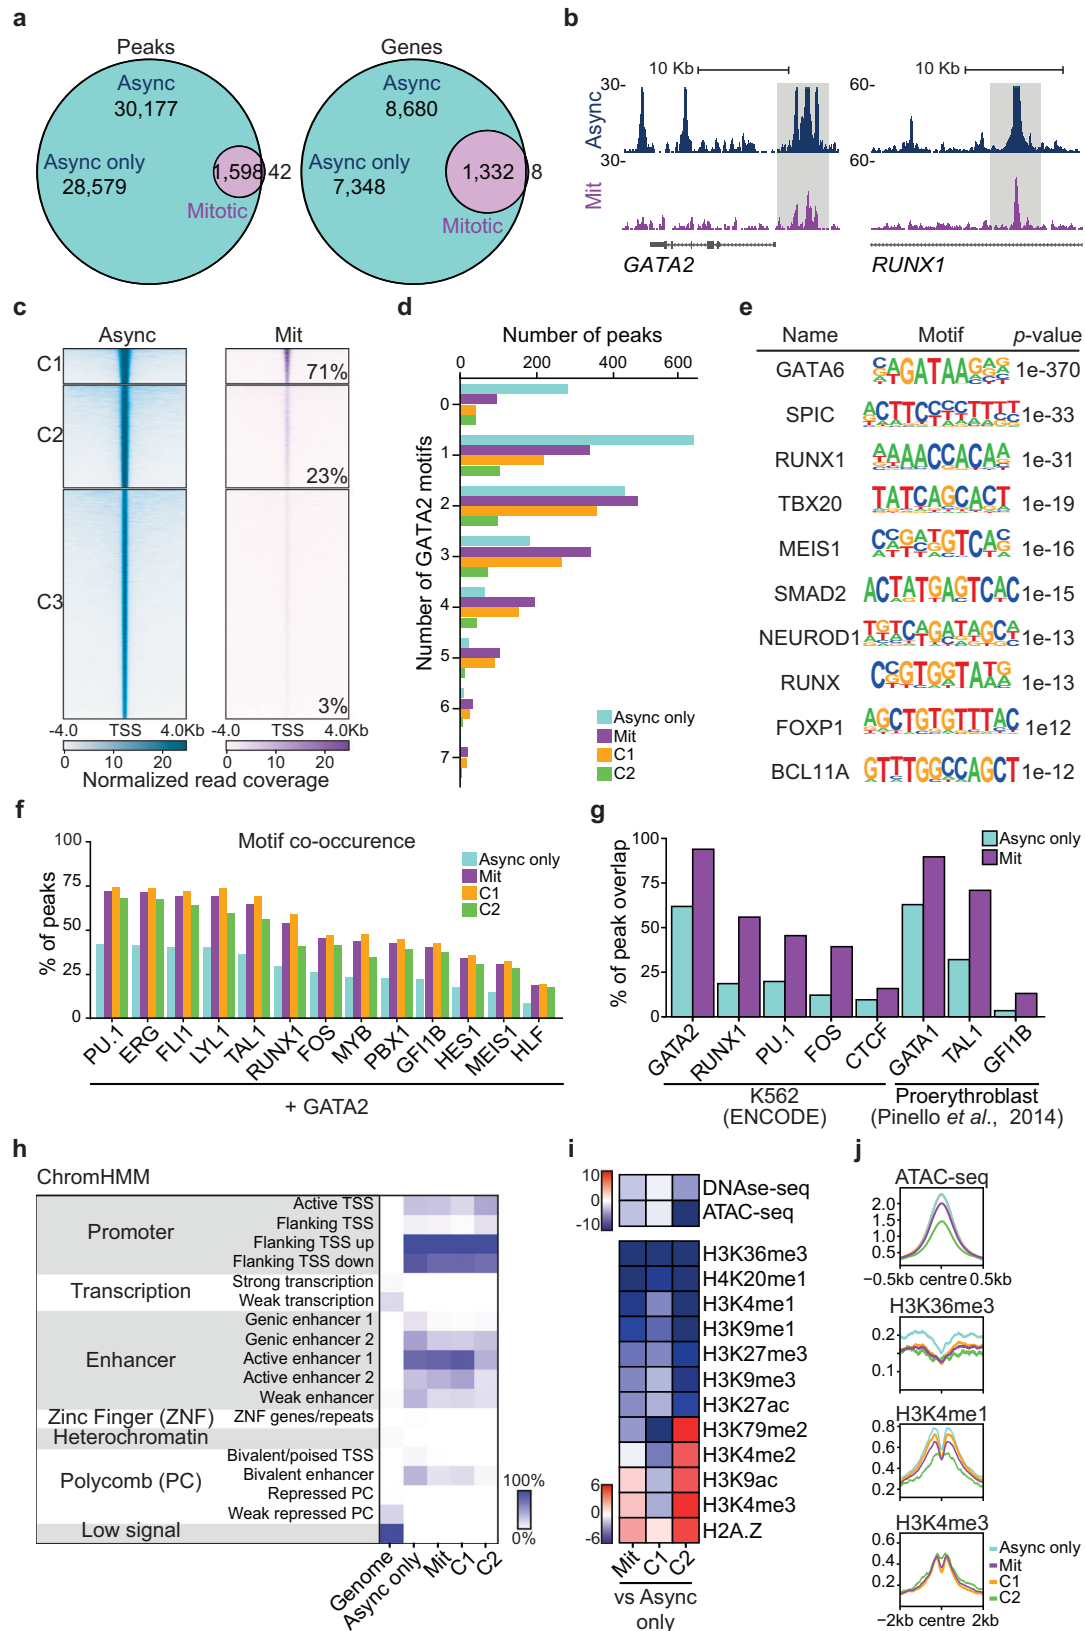 a
Peaks
Genes
Async
30,177
Async only
28,579
1,598
42
Mitotic
Async
8,680
Async only
7,348
1,332
8
Mitotic
b
10 Kb
10 Kb
30-
60-
Async
30-
60-
Mit
GATA2
RUNX1
c
Async
Mit
C1
71%
C2
23%
C3
3%
-4.0 TSS 4.0Kb
-4.0 TSS 4.0Kb
0 10 20
0 10 20
Normalized read coverage
d
Number of peaks
0 200 400 600
Number of GATA2 motifs
0
1
2
3
4
5
6
7
Async only
Mit
C1
C2
e
Name Motif p-value
GATA6 1e-370
SPIC 1e-33
RUNX1 1e-31
TBX20 1e-19
MEIS1 1e-16
SMAD2 1e-15
NEUROD1 1e-13
RUNX 1e-13
FOXP1 1e12
BCL11A 1e-12
f
Motif co-occurence
% of peaks
100
75
50
25
0
Async only
Mit
C1
C2
PU.1 ERG FLI1 LYL1 TAL1 RUNX1 FOS MYB PBX1 GFI1B HES1 MEIS1 HLF
+ GATA2
g
% of peak overlap
100
75
50
25
0
Async only
Mit
GATA2 RUNX1 PU.1 FOS CTCF GATA1 TAL1 GFI1B
K562
(ENCODE)
Proerythroblast
(Pinello et al., 2014)
h
ChromHMM
Promoter
Active TSS
Flanking TSS
Flanking TSS up
Flanking TSS down
Transcription
Strong transcription
Weak transcription
Enhancer
Genic enhancer 1
Genic enhancer 2
Active enhancer 1
Active enhancer 2
Weak enhancer
Zinc Finger (ZNF) ZNF genes/repeats
Heterochromatin
Polycomb (PC)
Bivalent/poised TSS
Bivalent enhancer
Repressed PC
Weak repressed PC
Low signal
100%
0%
Genome Async only Mit C1 C2
i
10
0
-10
DNAse-seq
ATAC-seq
H3K36me3
H4K20me1
H3K4me1
H3K9me1
H3K27me3
H3K9me3
H3K27ac
H3K79me2
H3K4me2
H3K9ac
H3K4me3
H2A.Z
6
0
-6
Mit C1 C2
vs Async
only
j
ATAC-seq
2.0
1.5
1.0
0.5
−0.5kb centre 0.5kb
H3K36me3
0.2
0.1
H3K4me1
0.8
0.6
0.4
0.2
H3K4me3
0.6
0.4
0.2
−2kb centre 2kb
Async only
Mit
C1
C2